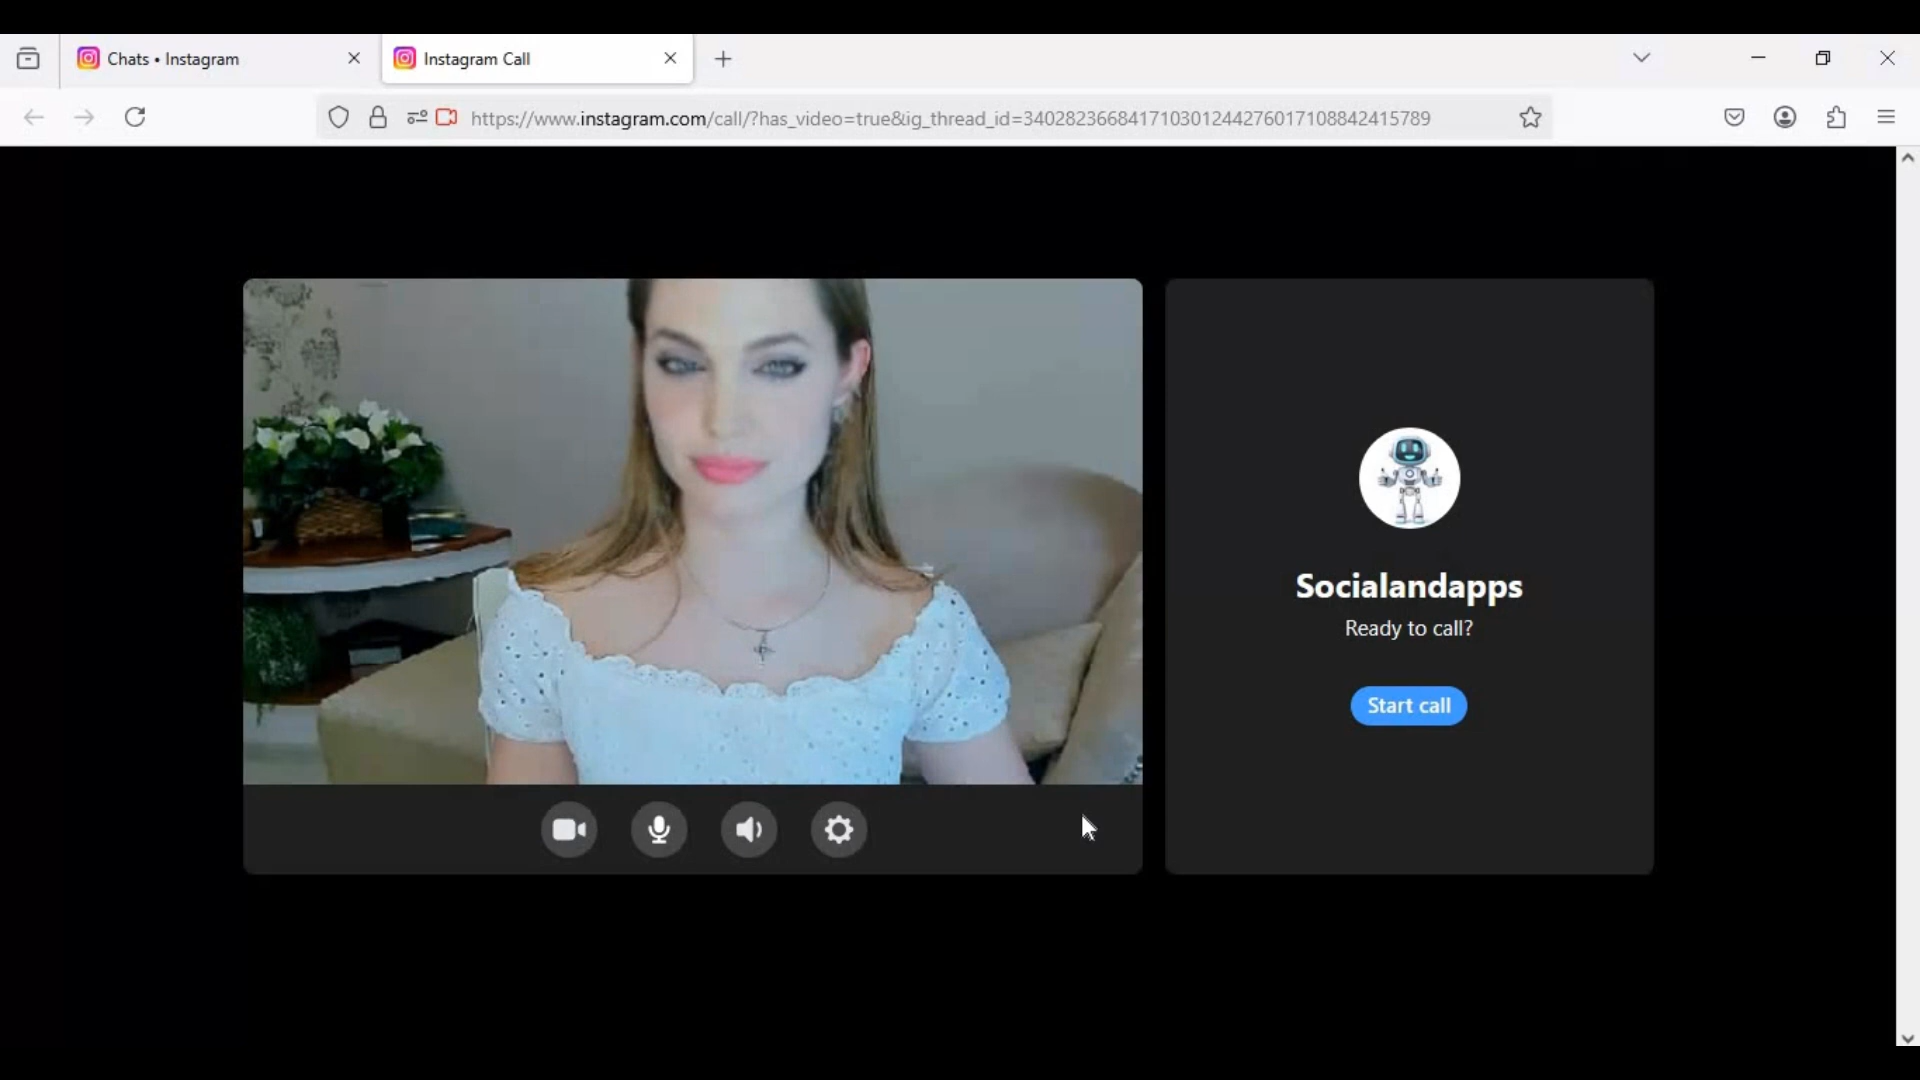 Chats • Instagram
Instagram Call
https://www.instagram.com/call/?has_video=true&ig_thread_id=340282366841710301244276017108842415789
Socialandapps
Ready to call?
Start call